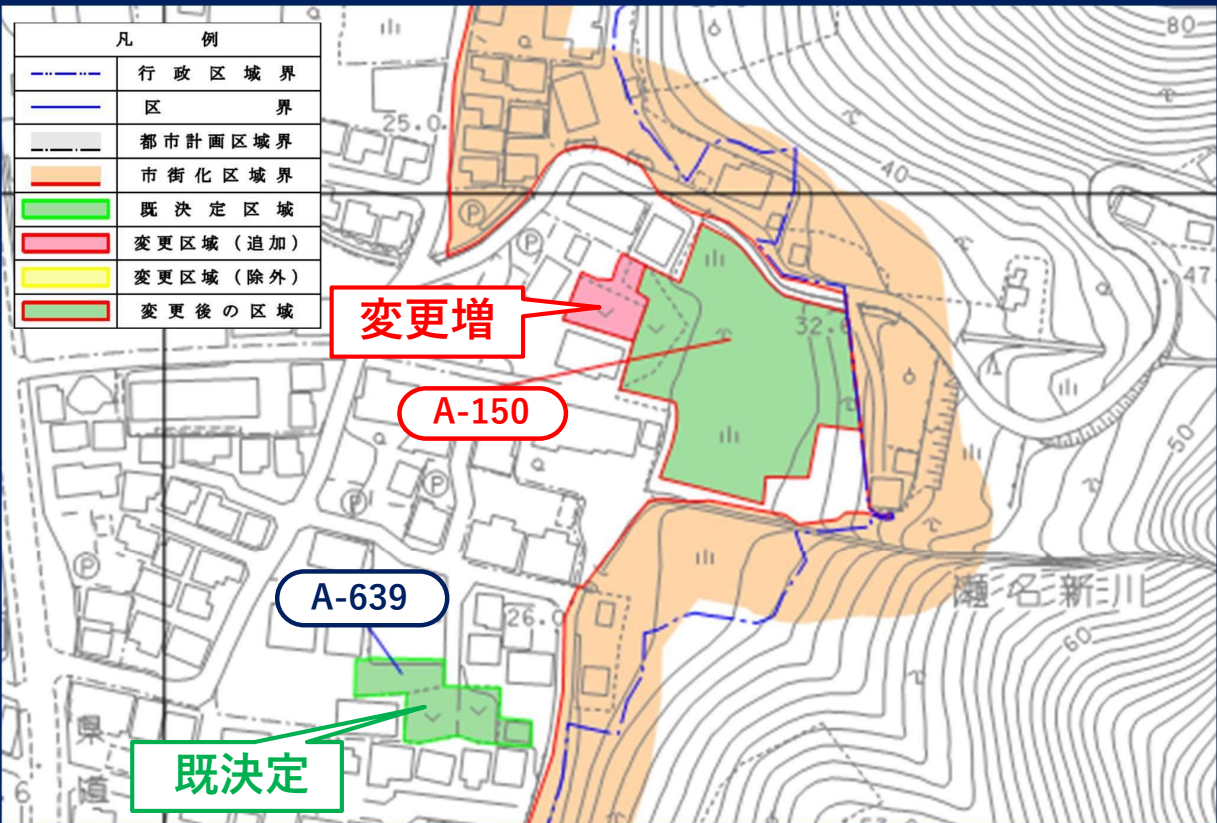 凡 例
行政区域界
区 界
都市計画区域界
市街化区域界
既決定区域
変更区域（追加）
変更区域（除外）
変更後の区域
80
25.0
40
P
P
47.
変更増
32.6
A-150
50
P
P
P
A-639
26.0
瀬名新川
60
県
道
既決定
6